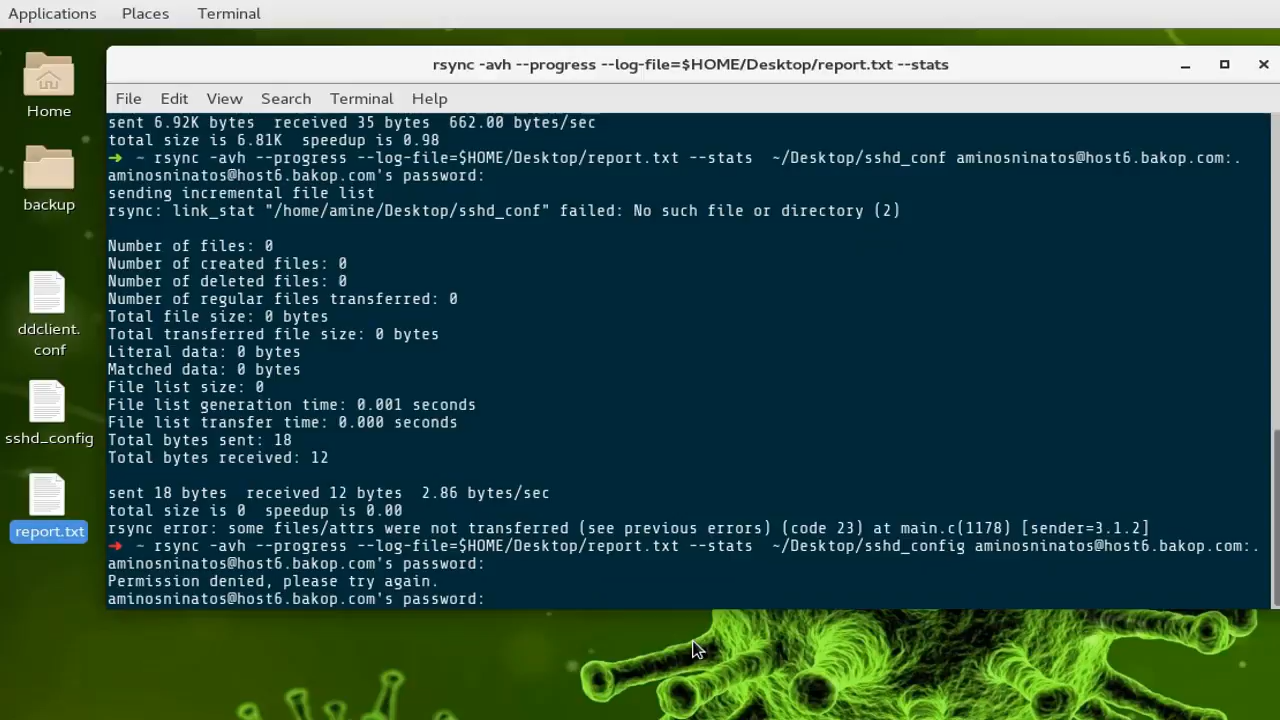 Applications Places Terminal
rsync -avh --progress --log-file=$HOME/Desktop/report.txt --stats
File Edit View Search Terminal Help
Home
backup
ddclient.
conf
sshd_config
report.txt
sent 6.92K bytes  received 35 bytes  662.00 bytes/sec
total size is 6.81K  speedup is 0.98
➜  ~ rsync -avh --progress --log-file=$HOME/Desktop/report.txt --stats  ~/Desktop/sshd_conf aminosninatos@host6.bakop.com:.
aminosninatos@host6.bakop.com's password:
sending incremental file list
rsync: link_stat "/home/amine/Desktop/sshd_conf" failed: No such file or directory (2)
Number of files: 0
Number of created files: 0
Number of deleted files: 0
Number of regular files transferred: 0
Total file size: 0 bytes
Total transferred file size: 0 bytes
Literal data: 0 bytes
Matched data: 0 bytes
File list size: 0
File list generation time: 0.001 seconds
File list transfer time: 0.000 seconds
Total bytes sent: 18
Total bytes received: 12
sent 18 bytes  received 12 bytes  2.86 bytes/sec
total size is 0  speedup is 0.00
rsync error: some files/attrs were not transferred (see previous errors) (code 23) at main.c(1178) [sender=3.1.2]
➜  ~ rsync -avh --progress --log-file=$HOME/Desktop/report.txt --stats  ~/Desktop/sshd_config aminosninatos@host6.bakop.com:.
aminosninatos@host6.bakop.com's password:
Permission denied, please try again.
aminosninatos@host6.bakop.com's password: